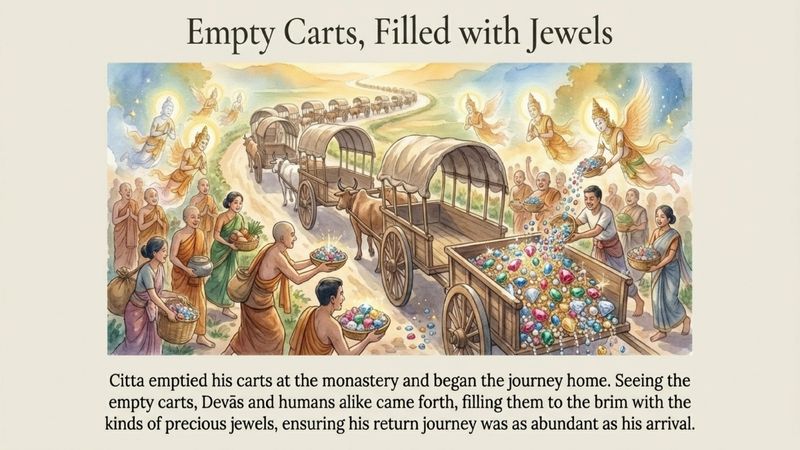 Empty Carts, Filled with Jewels
Citta emptied his carts at the monastery and began the journey home. Seeing the
empty carts, Devās and humans alike came forth, filling them to the brim with the
kinds of precious jewels, ensuring his return journey was as abundant as his arrival.